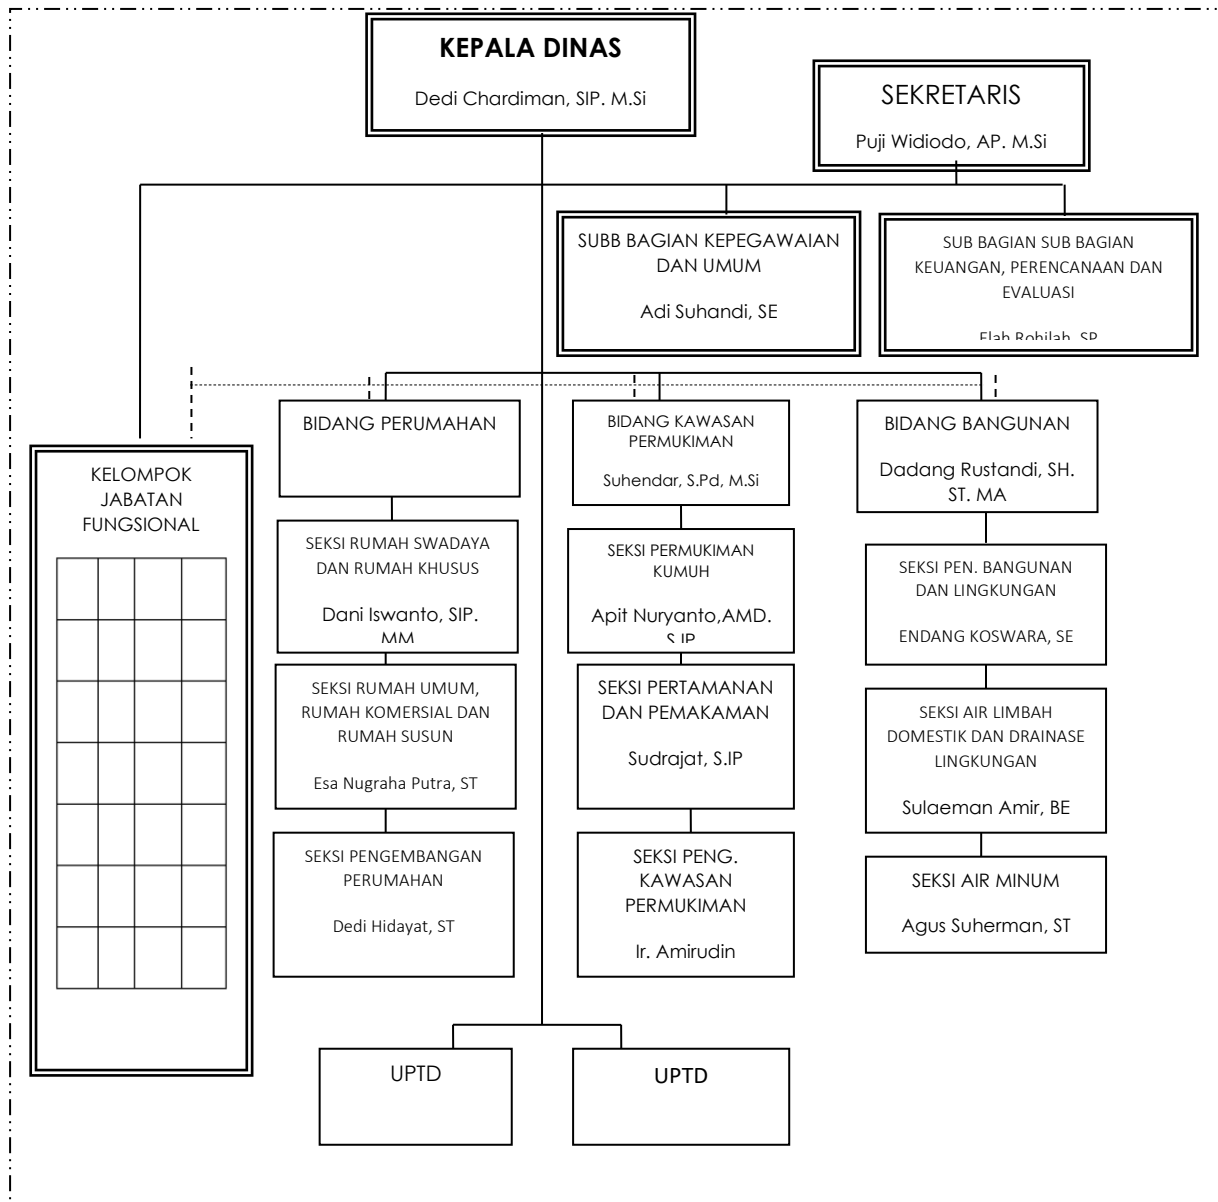 KEPALA DINAS
Dedi Chardiman, SIP. M.Si
SEKRETARIS
Puji Widiodo, AP. M.Si
SUBB BAGIAN KEPEGAWAIAN
DAN UMUM
Adi Suhandi, SE
SUB BAGIAN SUB BAGIAN
KEUANGAN, PERENCANAAN DAN
EVALUASI
Elah Rohilah, SP
KELOMPOK
JABATAN
FUNGSIONAL
BIDANG PERUMAHAN
SEKSI RUMAH SWADAYA
DAN RUMAH KHUSUS
Dani Iswanto, SIP.
MM
SEKSI RUMAH UMUM,
RUMAH KOMERSIAL DAN
RUMAH SUSUN
Esa Nugraha Putra, ST
SEKSI PENGEMBANGAN
PERUMAHAN
Dedi Hidayat, ST
BIDANG KAWASAN
PERMUKIMAN
Suhendar, S.Pd, M.Si
SEKSI PERMUKIMAN
KUMUH
Apit Nuryanto,AMD.
S.IP
SEKSI PERTAMANAN
DAN PEMAKAMAN
Sudrajat, S.IP
SEKSI PENG.
KAWASAN
PERMUKIMAN
Ir. Amirudin
BIDANG BANGUNAN
Dadang Rustandi, SH.
ST. MA
SEKSI PEN. BANGUNAN
DAN LINGKUNGAN
ENDANG KOSWARA, SE
SEKSI AIR LIMBAH
DOMESTIK DAN DRAINASE
LINGKUNGAN
Sulaeman Amir, BE
SEKSI AIR MINUM
Agus Suherman, ST
UPTD
UPTD